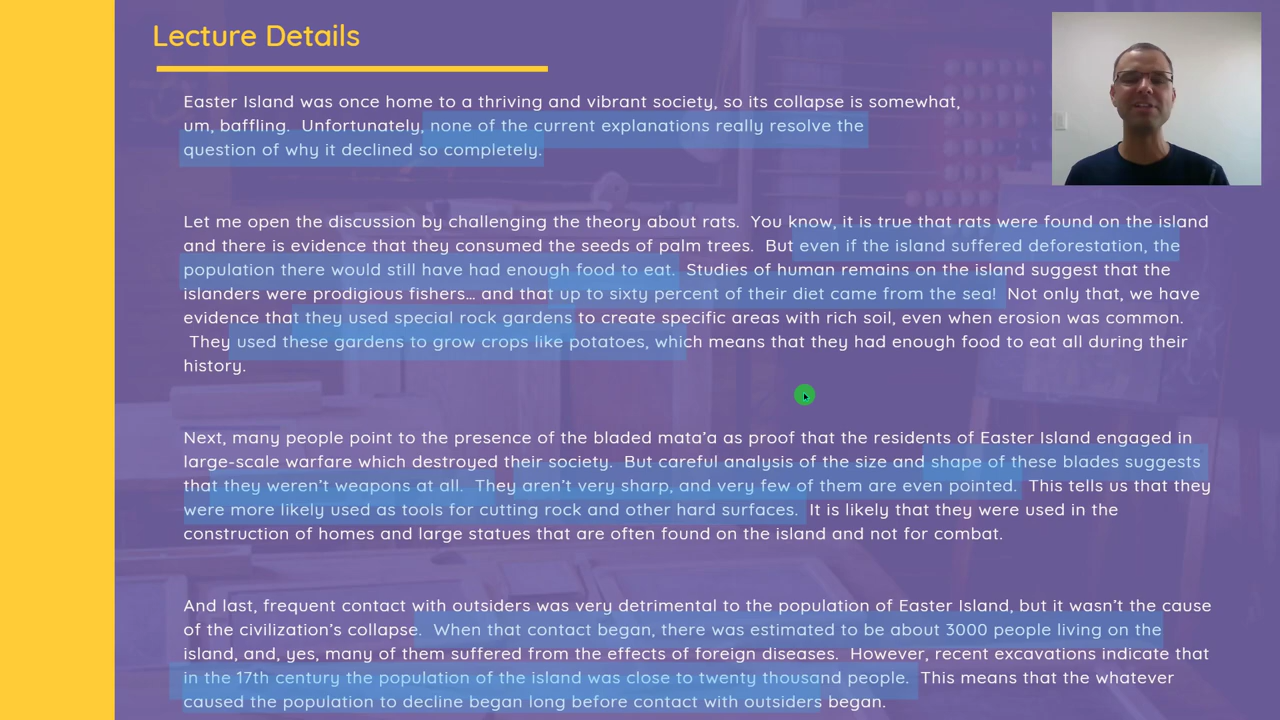 Lecture Details
Easter Island was once home to a thriving and vibrant society, so its collapse is somewhat,
um, baffling. Unfortunately, none of the current explanations really resolve the
question of why it declined so completely.
Let me open the discussion by challenging the theory about rats. You know, it is true that rats were found on the island
and there is evidence that they consumed the seeds of palm trees. But even if the island suffered deforestation, the
population there would still have had enough food to eat. Studies of human remains on the island suggest that the
islanders were prodigious fishers... and that up to sixty percent of their diet came from the sea! Not only that, we have
evidence that they used special rock gardens to create specific areas with rich soil, even when erosion was common.
They used these gardens to grow crops like potatoes, which means that they had enough food to eat all during their
history.
Next, many people point to the presence of the bladed mata'a as proof that the residents of Easter Island engaged in
large-scale warfare which destroyed their society. But careful analysis of the size and shape of these blades suggests
that they weren't weapons at all. They aren't very sharp, and very few of them are even pointed. This tells us that they
were more likely used as tools for cutting rock and other hard surfaces. It is likely that they were used in the
construction of homes and large statues that are often found on the island and not for combat.
And last, frequent contact with outsiders was very detrimental to the population of Easter Island, but it wasn't the cause
of the civilization's collapse. When that contact began, there was estimated to be about 3000 people living on the
island, and, yes, many of them suffered from the effects of foreign diseases. However, recent excavations indicate that
in the 17th century the population of the island was close to twenty thousand people. This means that the whatever
caused the population to decline began long before contact with outsiders began.